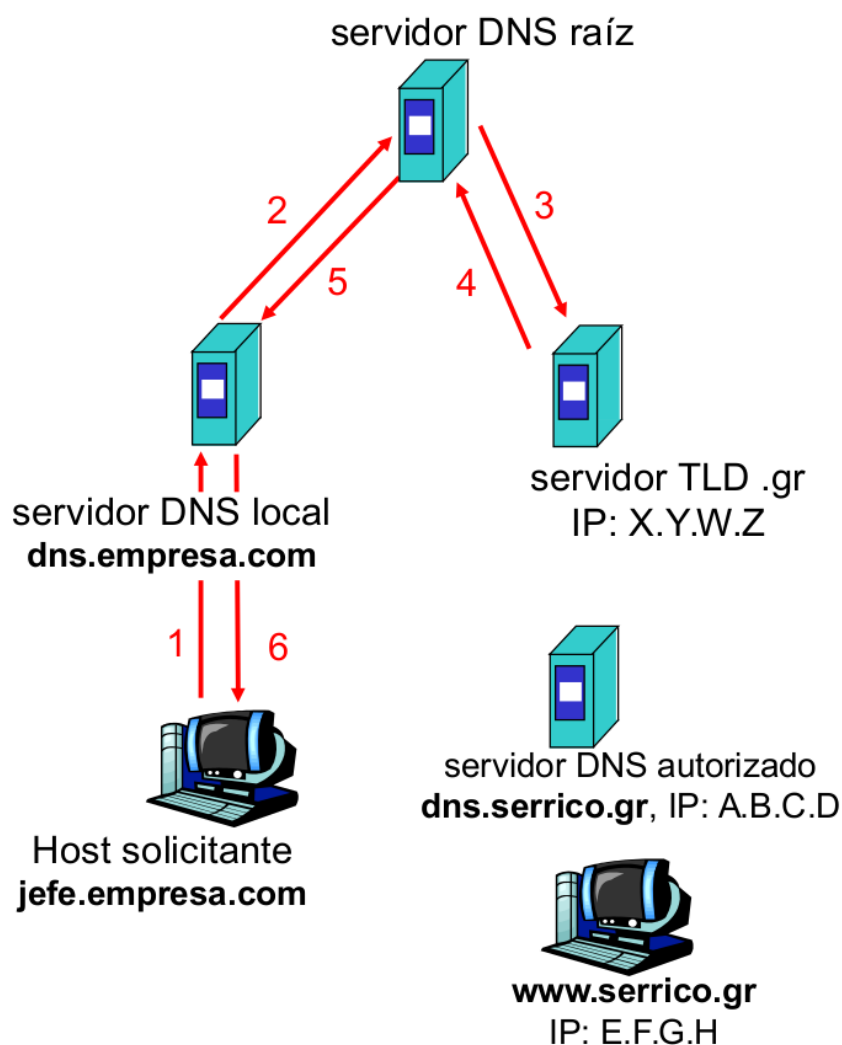 servidor DNS raíz
2
5
3
4
servidor DNS local
dns.empresa.com
servidor TLD .gr
IP: X.Y.W.Z
1
6
servidor DNS autorizado
dns.serrico.gr, IP: A.B.C.D
Host solicitante
jefe.empresa.com
www.serrico.gr
IP: E.F.G.H